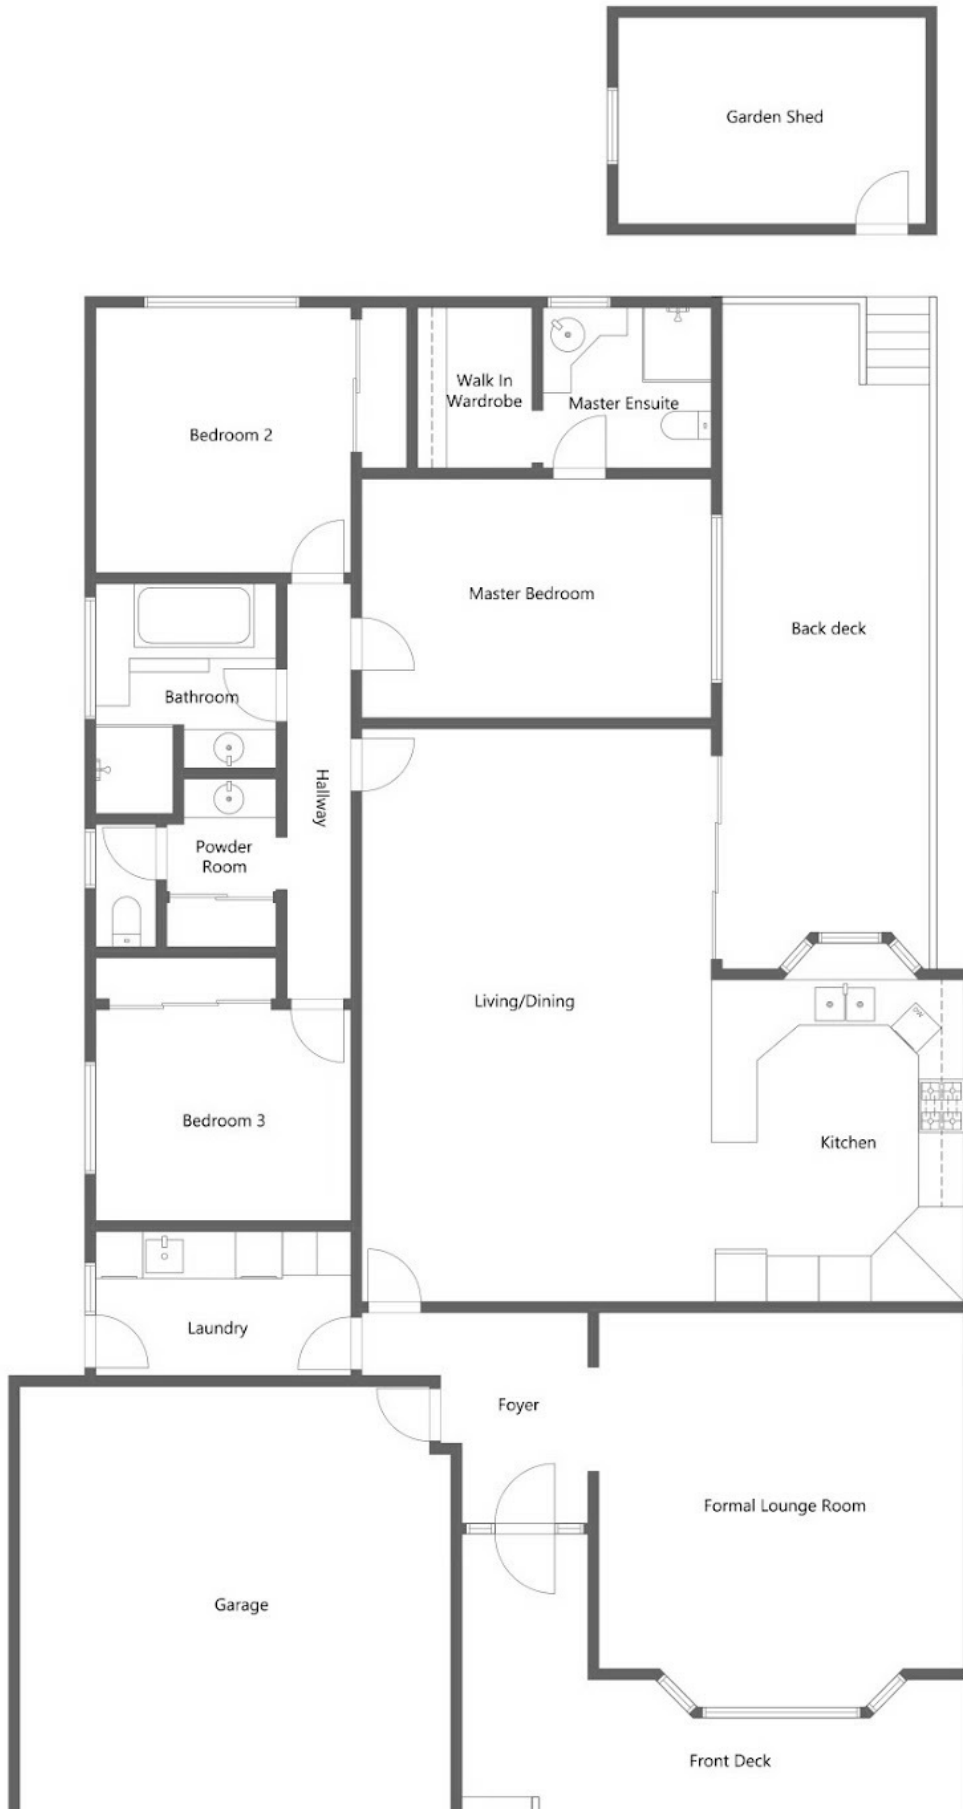 Garden Shed
Walk In
Wardrobe
Master Ensuite
Bedroom 2
Master Bedroom
Back deck
Bathroom
Hallway
Powder
Room
Living/Dining
DW
Bedroom 3
Kitchen
Laundry
Foyer
Formal Lounge Room
Garage
Front Deck